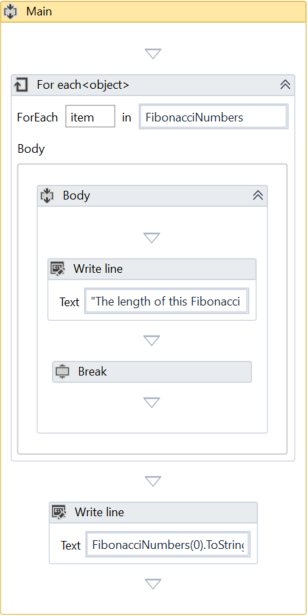 Main
For each<object>
ForEach item in FibonacciNumbers
Body
Body
Write line
Text "The length of this Fibonacci
Break
Write line
Text FibonacciNumbers(0).ToString